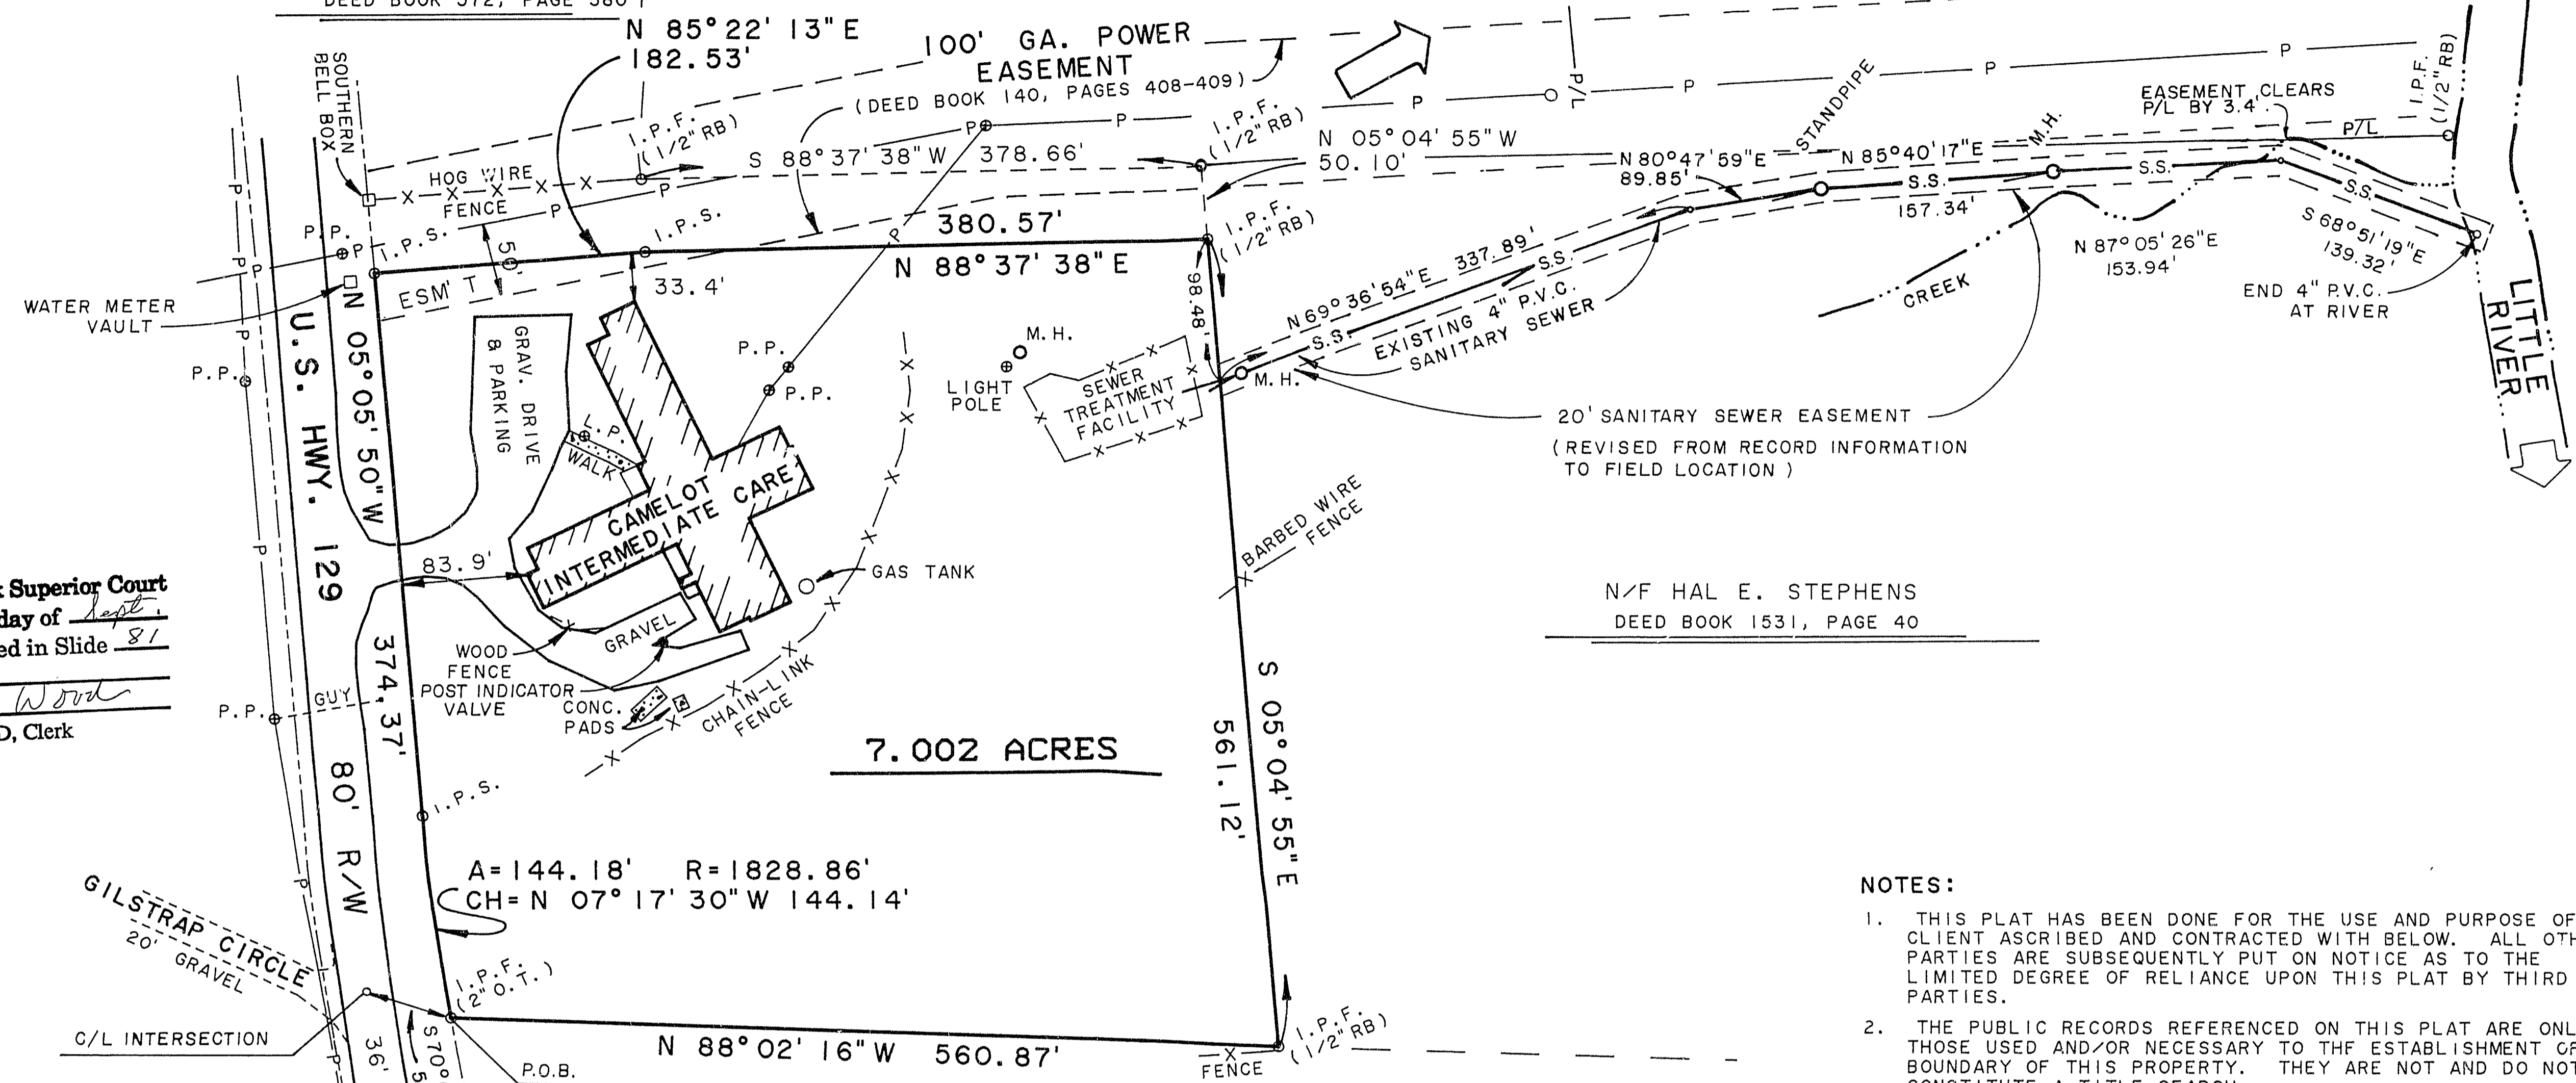 DEED BOOK 372, PAGE 380
N 85°22' 13"E
182.53'
100' GA. POWER
EASEMENT
(DEED BOOK 140, PAGES 408-409)
SOUTHERN
BELL BOX
I.P.F.
(1/2" RB)
HOG WIRE
FENCE
S 88°37'38"W 378.66'
I.P.F.
(1/2" RB)
N 05°04'55"W
50.10'
P/L
STANDPIPE
N 80°47'59"E
89.85'
N 85°40'17"E
M.H.
EASEMENT CLEARS
P/L BY 3.4'
P/L
I.P.F.
(1/2" RB)
S.S.
157.34'
S.S.
S.S.
S 68°51'19"E
139.32'
N 87°05'26"E
153.94'
CREEK
END 4" P.V.C.
AT RIVER
LITTLE
RIVER
P.P.
I.P.S.
I.P.S.
50'
ESM'T
33.4'
380.57'
N 88°37'38"E
I.P.F.
(1/2" RB)
98.48'
N69°36'54"E 337.89'
S.S.
S.S.
EXISTING 4" P.V.C.
SANITARY SEWER
WATER METER
VAULT
P.P.
U.S. HWY. 129
N 05°05'50"W
374.37'
GRAV. DRIVE
& PARKING
L.P.
WALK
P.P.
P.P.
M.H.
LIGHT
POLE
SEWER
TREATMENT
FACILITY
M.H.
20' SANITARY SEWER EASEMENT
(REVISED FROM RECORD INFORMATION
TO FIELD LOCATION)
CAMELOT
INTERMEDIATE CARE
83.9'
GAS TANK
BARBED WIRE
FENCE
N/F HAL E. STEPHENS
DEED BOOK 1531, PAGE 40
Superior Court
day of Sept.
ed in Slide 81
Wood
D, Clerk
P.P.
GUY
WOOD
FENCE
GRAVEL
POST INDICATOR
VALVE
CONC.
PADS
CHAIN-LINK
FENCE
7.002 ACRES
S 05°04'55"E
561.12'
80' R/W
I.P.S.
A=144.18' R=1828.86'
CH= N 07°17'30"W 144.14'
GILSTRAP CIRCLE
20' GRAVEL
I.P.F.
(2" O.T.)
C/L INTERSECTION
36'
S70°
5
P.O.B.
N 88°02'16"W 560.87'
FENCE
I.P.F.
(1/2" RB)
NOTES:
1. THIS PLAT HAS BEEN DONE FOR THE USE AND PURPOSE OF
CLIENT ASCRIBED AND CONTRACTED WITH BELOW. ALL OTH
PARTIES ARE SUBSEQUENTLY PUT ON NOTICE AS TO THE
LIMITED DEGREE OF RELIANCE UPON THIS PLAT BY THIRD
PARTIES.
2. THE PUBLIC RECORDS REFERENCED ON THIS PLAT ARE ONL
THOSE USED AND/OR NECESSARY TO THE ESTABLISHMENT OF
BOUNDARY OF THIS PROPERTY. THEY ARE NOT AND DO NOT
CONSTITUTE A TITLE SEARCH